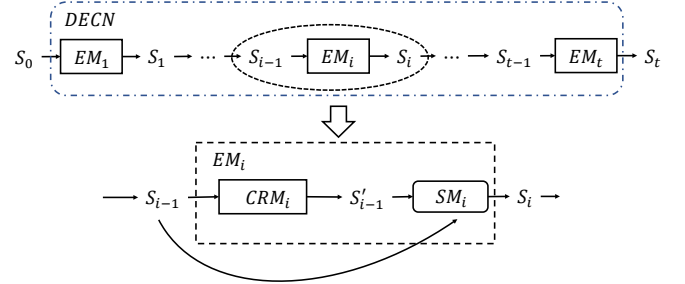 DECN
S₀ EM₁ S₁ ... Sᵢ₋₁ EMᵢ Sᵢ ... Sₜ₋₁ EMₜ Sₜ
EMᵢ
Sᵢ₋₁ CRMᵢ S′ᵢ₋₁ SMᵢ Sᵢ